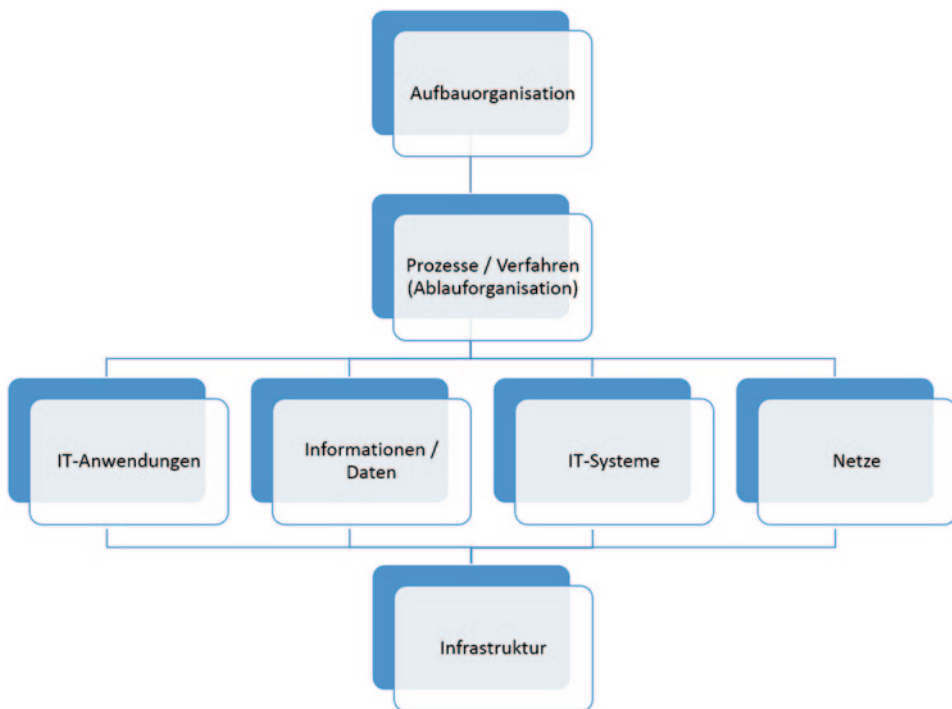 Aufbauorganisation
Prozesse / Verfahren
(Ablauforganisation)
IT-Anwendungen
Informationen /
Daten
IT-Systeme
Netze
Infrastruktur